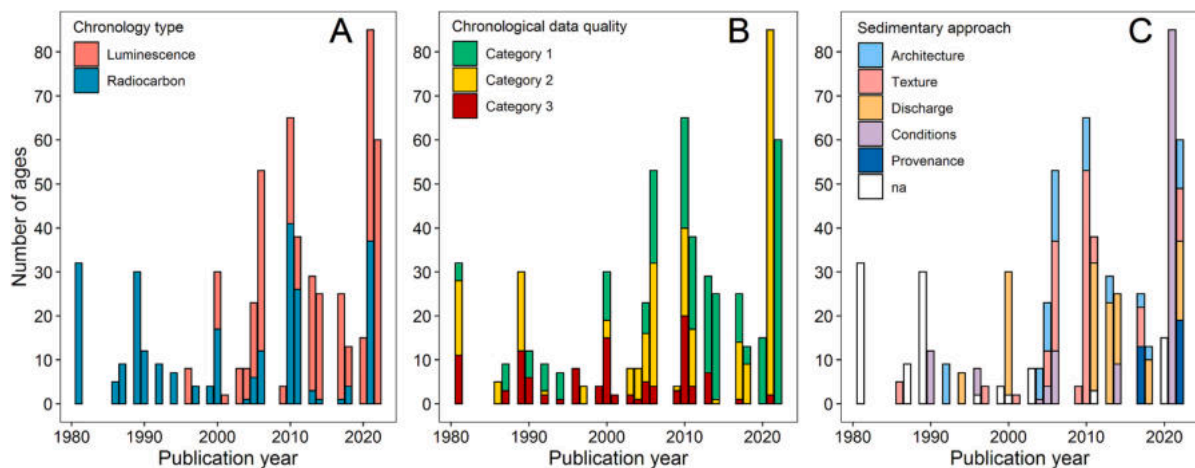 Chronology type
A
Luminescence
Radiocarbon
Number of ages
80
70
60
50
40
30
20
10
0
1980
1990
2000
2010
2020
Publication year
Chronological data quality
B
Category 1
Category 2
Category 3
80
70
60
50
40
30
20
10
0
1980
1990
2000
2010
2020
Publication year
Sedimentary approach
C
Architecture
Texture
Discharge
Conditions
Provenance
na
80
70
60
50
40
30
20
10
0
1980
1990
2000
2010
2020
Publication year